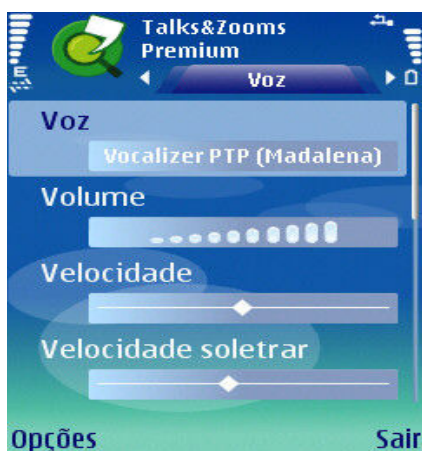 Talks&Zooms
Premium
E
Voz
Voz
Vocalizer PTP (Madalena)
Volume
Velocidade
Velocidade soletrar
Opções
Sair